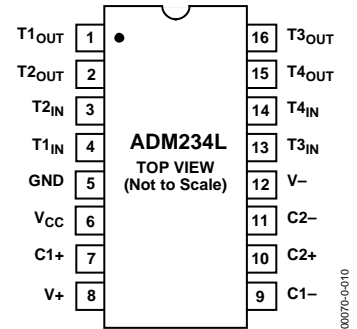 T1OUT 1
T2OUT 2
T2IN 3
T1IN 4
GND 5
VCC 6
C1+ 7
V+ 8
ADM234L
TOP VIEW
(Not to Scale)
16 T3OUT
15 T4OUT
14 T4IN
13 T3IN
12 V–
11 C2–
10 C2+
9 C1–
00070-0-010